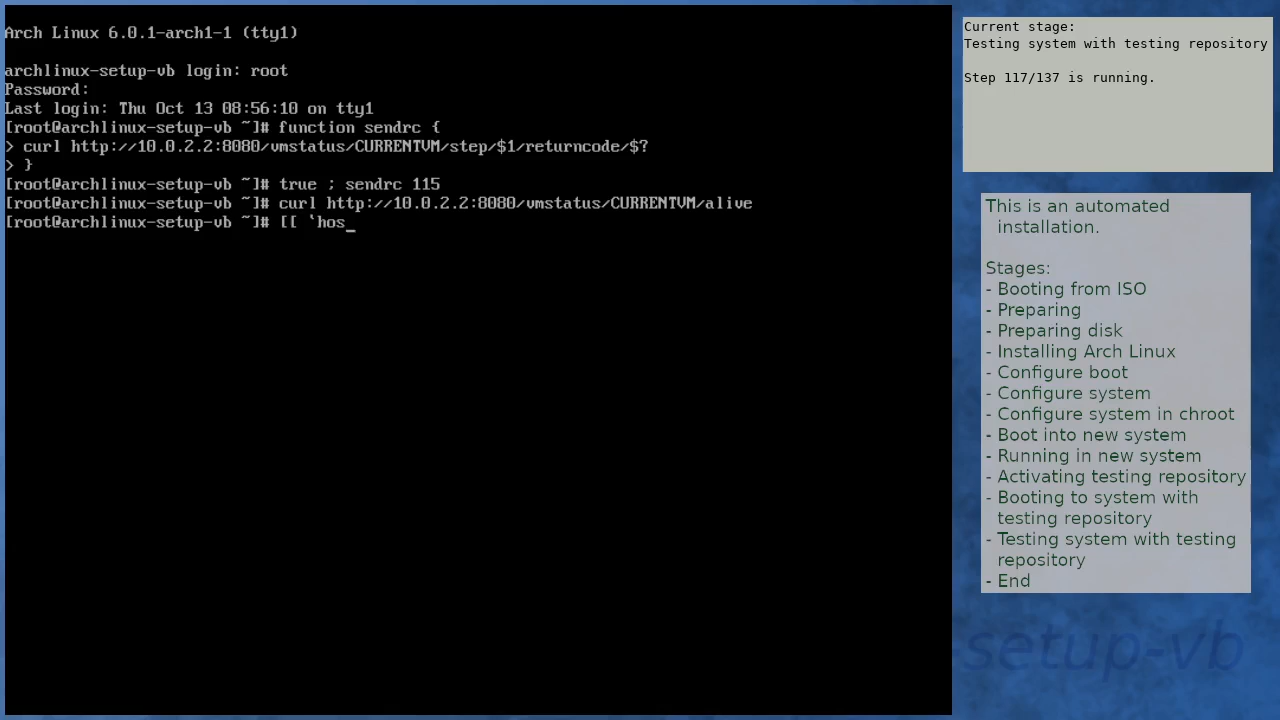 Arch Linux 6.0.1-arch1-1 (tty1)
archlinux-setup-vb login: root
Password:
Last login: Thu Oct 13 08:56:10 on tty1
[root@archlinux-setup-vb ~]# function sendrc {
> curl http://10.0.2.2:8080/vmstatus/CURRENTVM/step/$1/returncode/$?
> }
[root@archlinux-setup-vb ~]# true ; sendrc 115
[root@archlinux-setup-vb ~]# curl http://10.0.2.2:8080/vmstatus/CURRENTVM/alive
[root@archlinux-setup-vb ~]# [[ `hos_
Current stage:
Testing system with testing repository
Step 117/137 is running.
This is an automated
installation.
Stages:
- Booting from ISO
- Preparing
- Preparing disk
- Installing Arch Linux
- Configure boot
- Configure system
- Configure system in chroot
- Boot into new system
- Running in new system
- Activating testing repository
- Booting to system with
testing repository
- Testing system with testing
repository
- End
-setup-vb